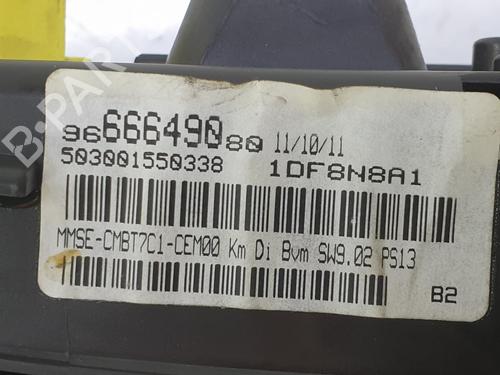 9666649080 11/10/11
503001550338 1DF8N8A1
MMSE-CMBT7C1-CEM00 Km Di Bvm SW9.02 PS13
B2
B-PARTS